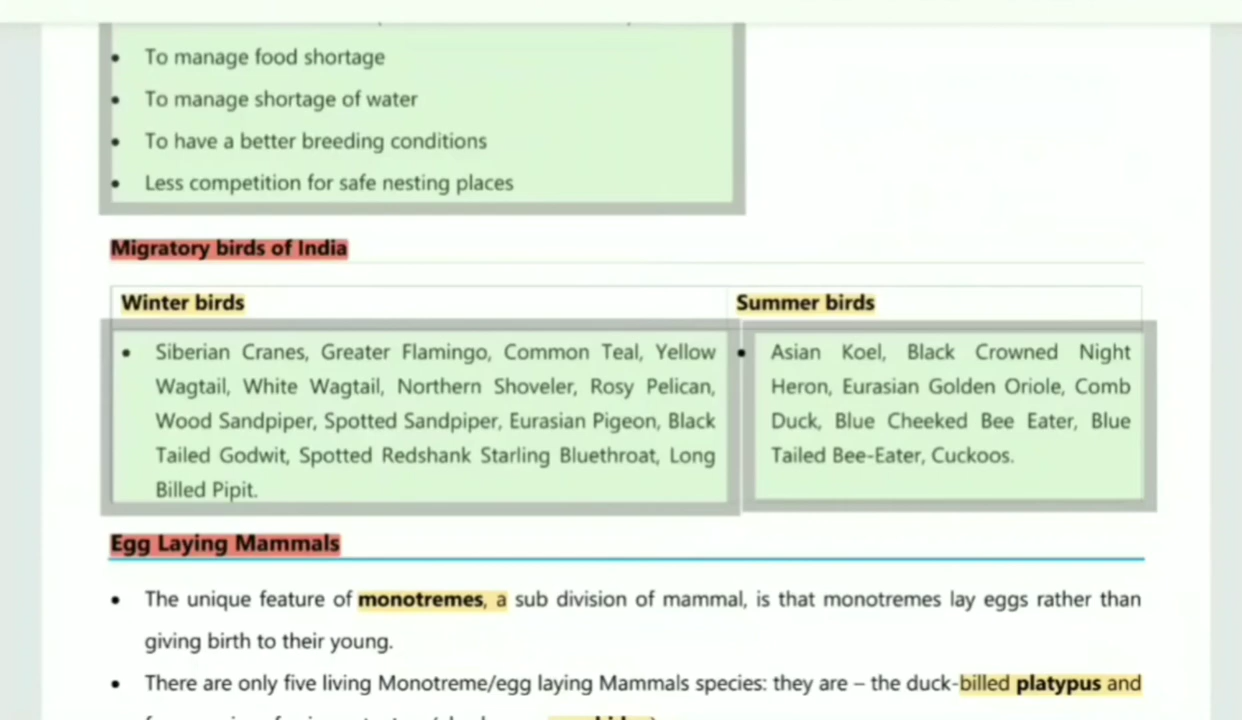 • To manage food shortage
• To manage shortage of water
• To have a better breeding conditions
• Less competition for safe nesting places
Migratory birds of India
Winter birds
• Siberian Cranes, Greater Flamingo, Common Teal, Yellow
Wagtail, White Wagtail, Northern Shoveler, Rosy Pelican,
Wood Sandpiper, Spotted Sandpiper, Eurasian Pigeon, Black
Tailed Godwit, Spotted Redshank Starling Bluethroat, Long
Billed Pipit.
Summer birds
• Asian Koel, Black Crowned Night
Heron, Eurasian Golden Oriole, Comb
Duck, Blue Cheeked Bee Eater, Blue
Tailed Bee-Eater, Cuckoos.
Egg Laying Mammals
• The unique feature of monotremes, a sub division of mammal, is that monotremes lay eggs rather than
giving birth to their young.
• There are only five living Monotreme/egg laying Mammals species: they are – the duck-billed platypus and